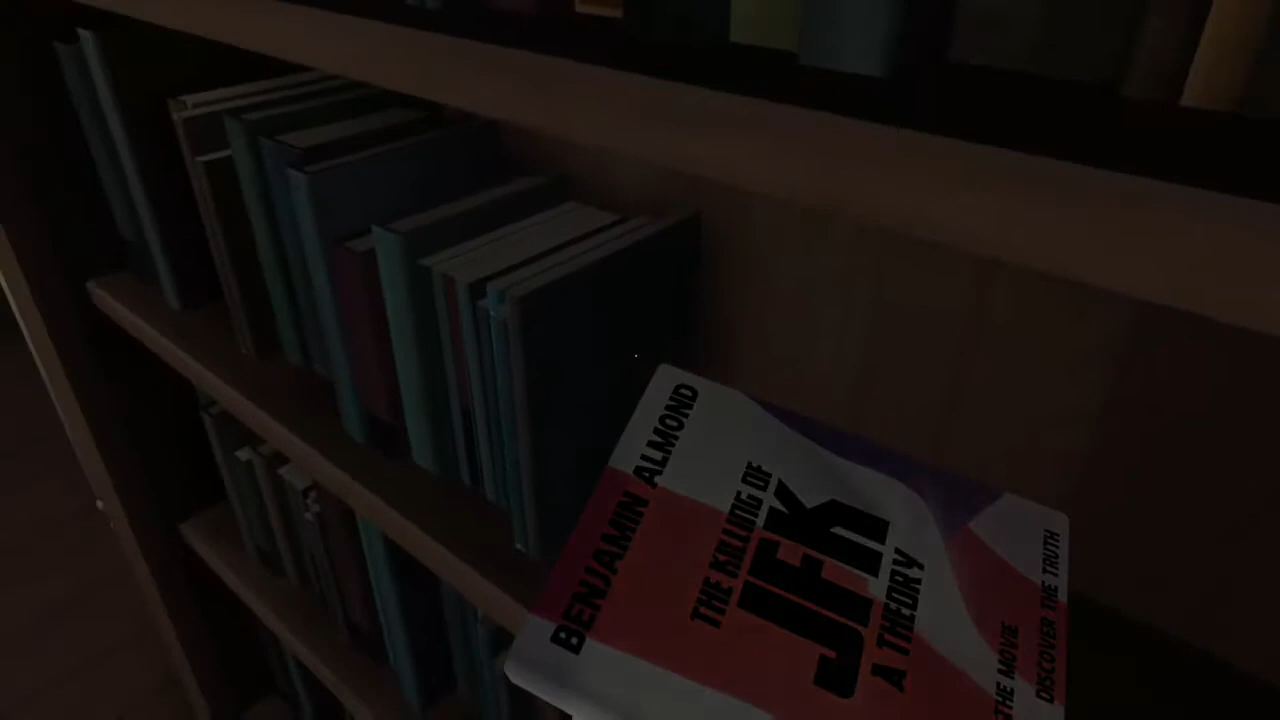 BENJAMIN ALMOND
THE KILLING OF
JFK
A THEORY
THE MOVIE
DISCOVER THE TRUTH